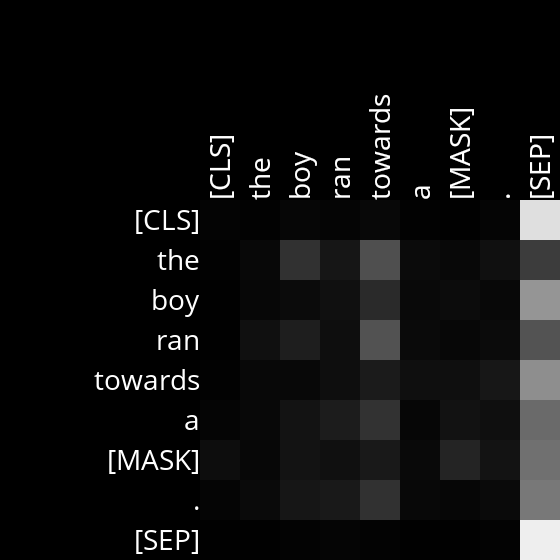 [CLS] the boy ran towards a [MASK] . [SEP]
[CLS]
the
boy
ran
towards
a
[MASK]
.
[SEP]